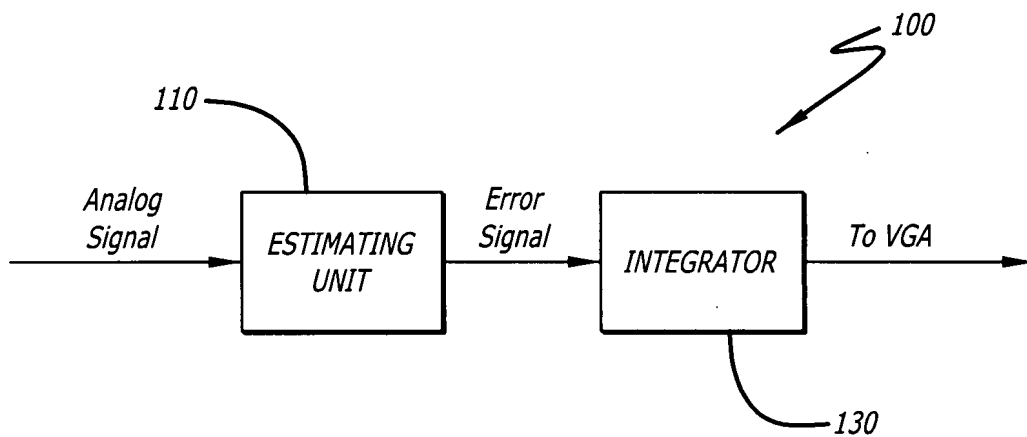 100
110
Analog
Signal
ESTIMATING
UNIT
Error
Signal
INTEGRATOR
To VGA
130